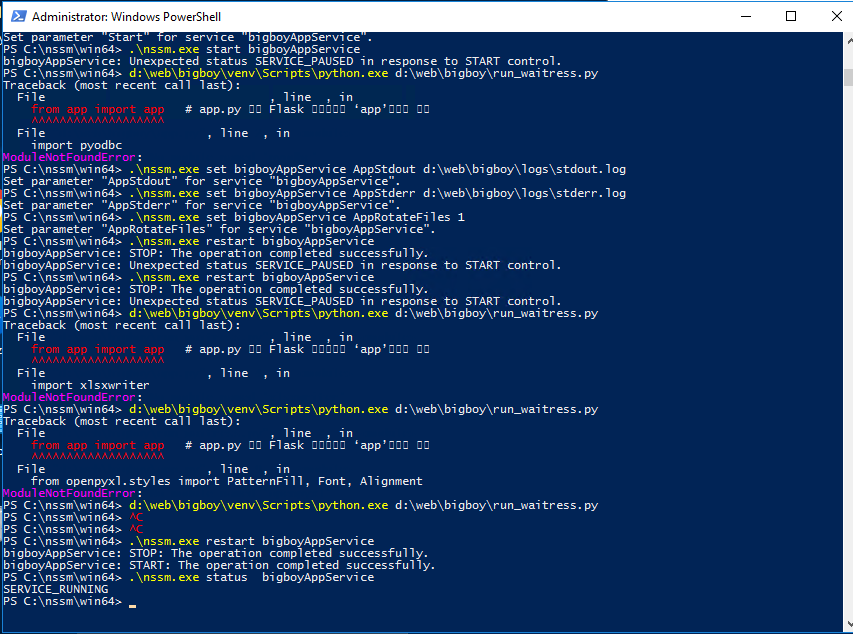 Administrator: Windows PowerShell
Set parameter "Start" for service "bigboyAppService".
PS C:\nssm\win64> .\nssm.exe start bigboyAppService
bigboyAppService: Unexpected status SERVICE_PAUSED in response to START control.
PS C:\nssm\win64> d:\web\bigboy\venv\Scripts\python.exe d:\web\bigboy\run_waitress.py
Traceback (most recent call last):
File , line , in
from app import app # app.py Flask ‘app’
^^^^^^^^^^^^^^^^^^^
File , line , in
import pyodbc
ModuleNotFoundError:
PS C:\nssm\win64> .\nssm.exe set bigboyAppService AppStdout d:\web\bigboy\logs\stdout.log
Set parameter "AppStdout" for service "bigboyAppService".
PS C:\nssm\win64> .\nssm.exe set bigboyAppService AppStderr d:\web\bigboy\logs\stderr.log
Set parameter "AppStderr" for service "bigboyAppService".
PS C:\nssm\win64> .\nssm.exe set bigboyAppService AppRotateFiles 1
Set parameter "AppRotateFiles" for service "bigboyAppService".
PS C:\nssm\win64> .\nssm.exe restart bigboyAppService
bigboyAppService: STOP: The operation completed successfully.
bigboyAppService: Unexpected status SERVICE_PAUSED in response to START control.
PS C:\nssm\win64> .\nssm.exe restart bigboyAppService
bigboyAppService: STOP: The operation completed successfully.
bigboyAppService: Unexpected status SERVICE_PAUSED in response to START control.
PS C:\nssm\win64> d:\web\bigboy\venv\Scripts\python.exe d:\web\bigboy\run_waitress.py
Traceback (most recent call last):
File , line , in
from app import app # app.py Flask ‘app’
^^^^^^^^^^^^^^^^^^^
File , line , in
import xlsxwriter
ModuleNotFoundError:
PS C:\nssm\win64> d:\web\bigboy\venv\Scripts\python.exe d:\web\bigboy\run_waitress.py
Traceback (most recent call last):
File , line , in
from app import app # app.py Flask ‘app’
^^^^^^^^^^^^^^^^^^^
File , line , in
from openpyxl.styles import PatternFill, Font, Alignment
ModuleNotFoundError:
PS C:\nssm\win64> d:\web\bigboy\venv\Scripts\python.exe d:\web\bigboy\run_waitress.py
PS C:\nssm\win64> ^C
PS C:\nssm\win64> ^C
PS C:\nssm\win64> .\nssm.exe restart bigboyAppService
bigboyAppService: STOP: The operation completed successfully.
bigboyAppService: START: The operation completed successfully.
PS C:\nssm\win64> .\nssm.exe status  bigboyAppService
SERVICE_RUNNING
PS C:\nssm\win64> _